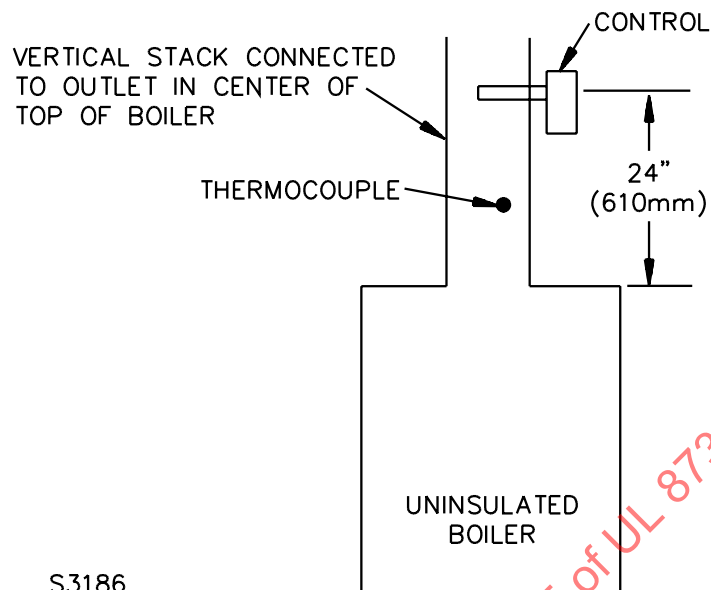 CONTROL
VERTICAL STACK CONNECTED
TO OUTLET IN CENTER OF
TOP OF BOILER
THERMOCOUPLE
24"
(610mm)
UNINSULATED
BOILER
of UL 873
S3186